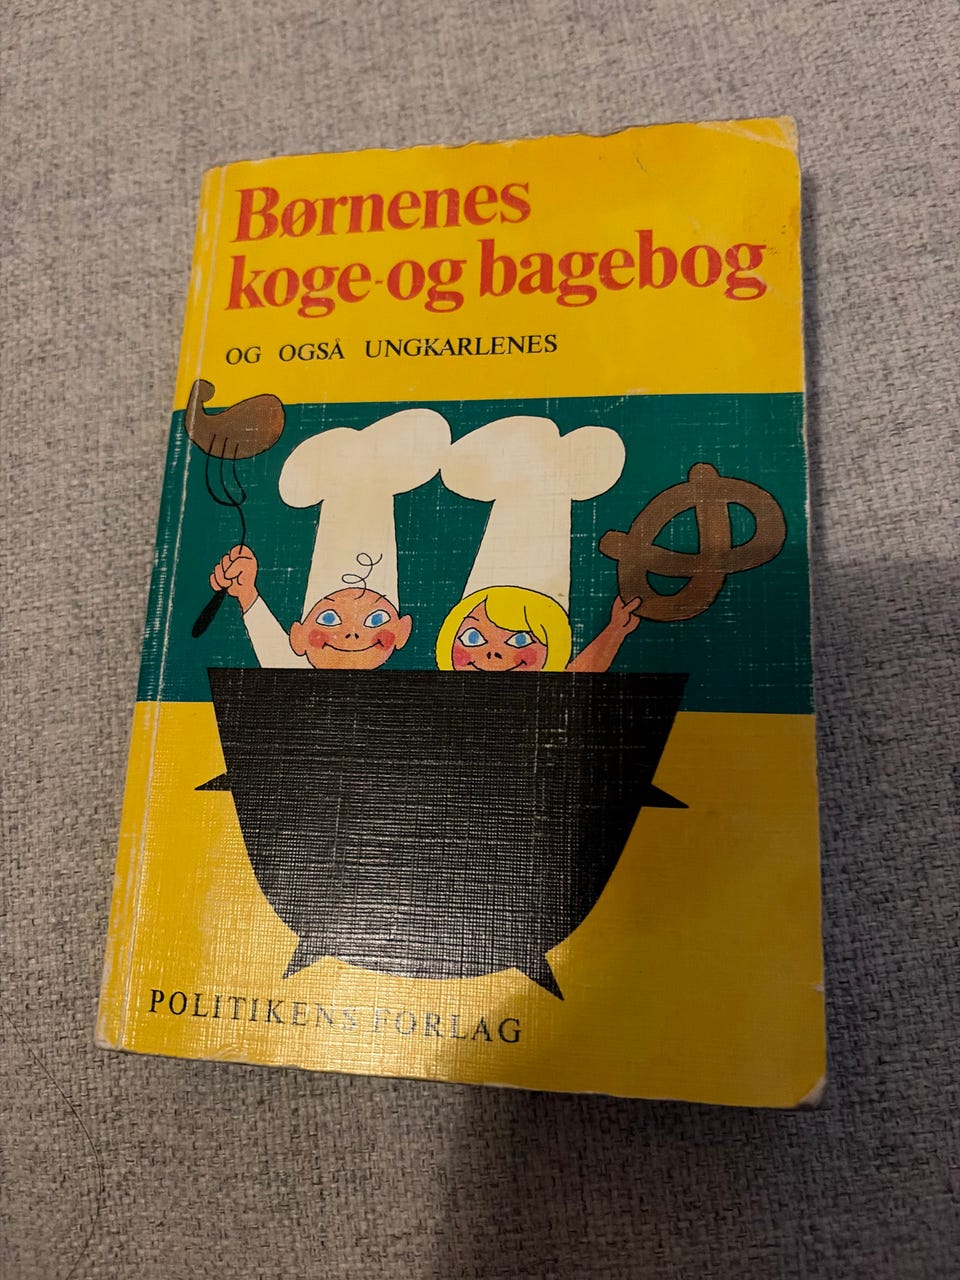 Børnenes
koge-og bagebog
OG OGSÅ UNGKARLENES
POLITIKENS FORLAG